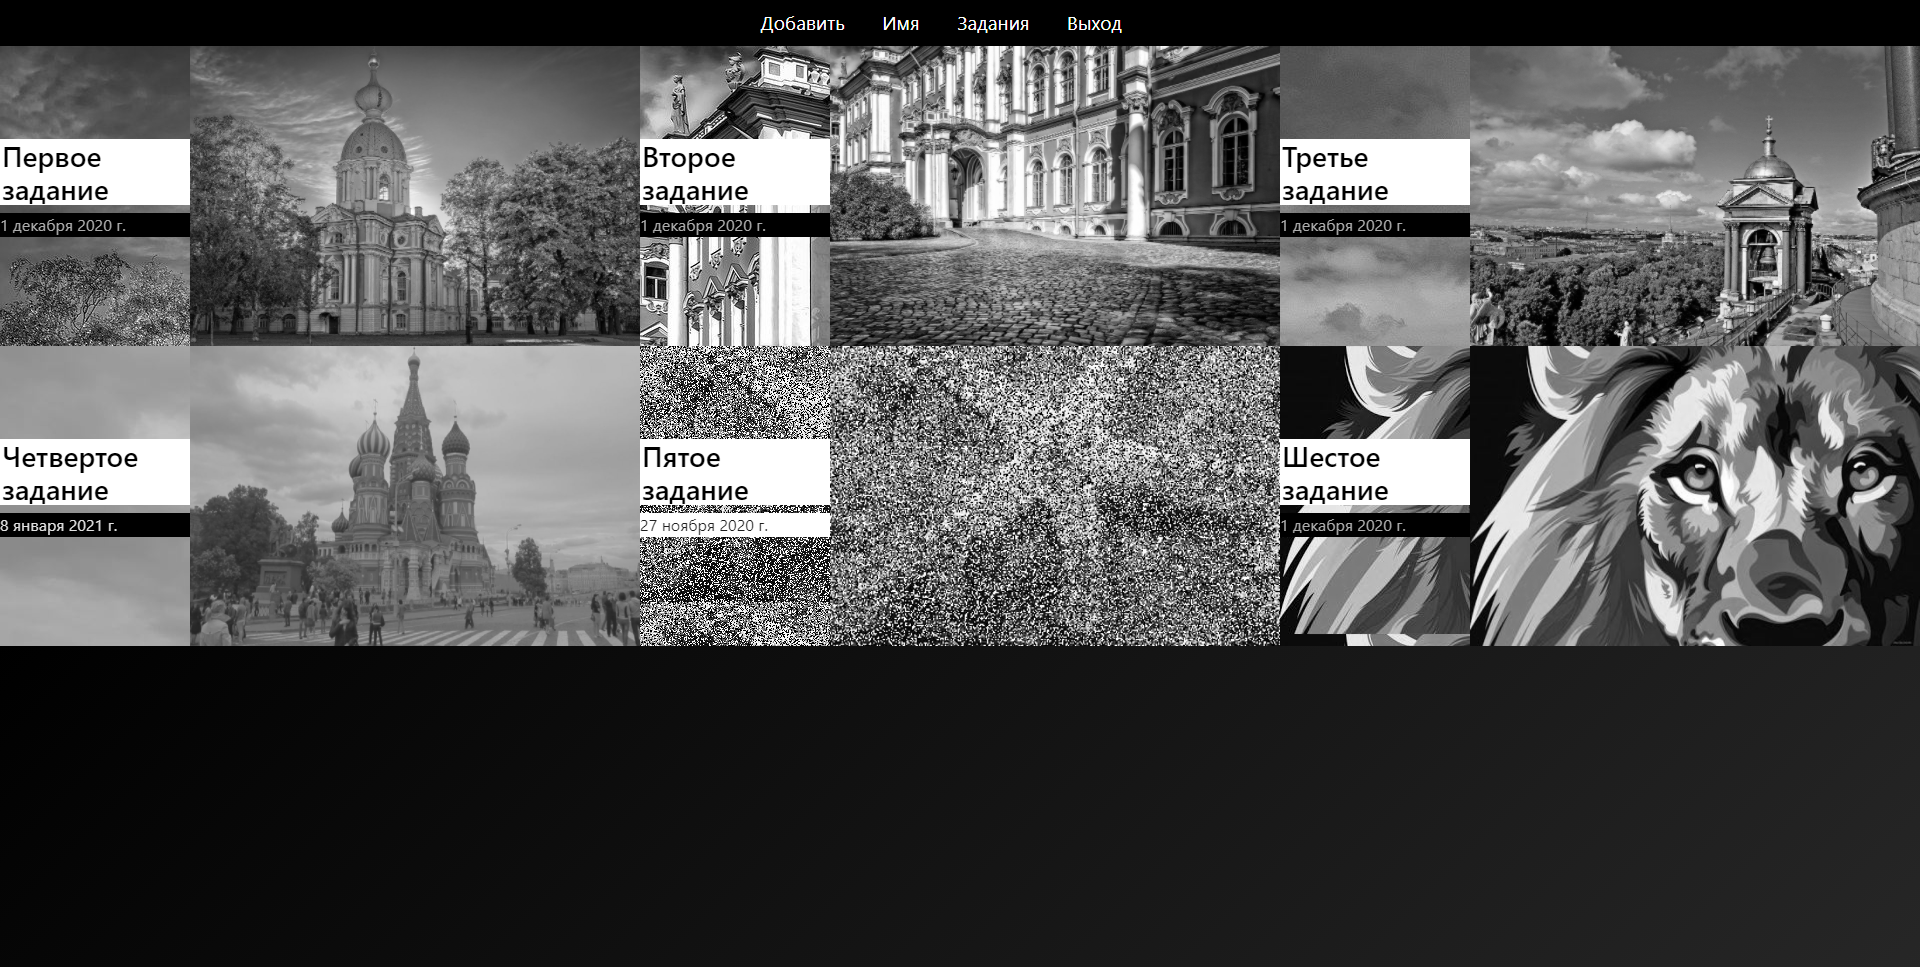 Добавить Имя Задания Выход
Первое
задание
1 декабря 2020 г.
Второе
задание
1 декабря 2020 г.
Третье
задание
1 декабря 2020 г.
Четвертое
задание
8 января 2021 г.
Пятое
задание
27 ноября 2020 г.
Шестое
задание
1 декабря 2020 г.